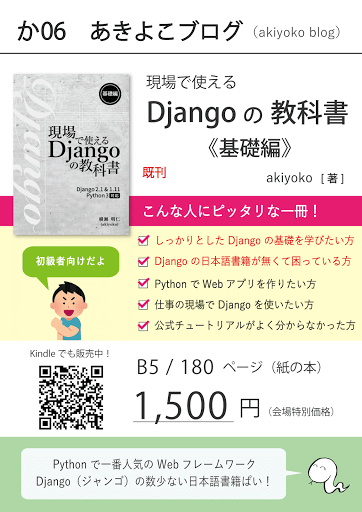 か06 あきよこブログ (akiyoko blog)
基礎編
現場で使える
Django
の教科書
Django 2.1 & 1.11
Python 3 対応
横瀬 明仁
(akiyoko)
Django
現場で使える
Django の 教科書
《基礎編》
既刊
akiyoko [著]
こんな人にピッタリな一冊！
初級者向けだよ
しっかりとした Django の基礎を学びたい方
Django の日本語書籍が無くて困っている方
Python で Web アプリを作りたい方
仕事の現場で Django を使いたい方
公式チュートリアルがよく分からなかった方
Kindle でも販売中！
B5 / 180 ページ（紙の本）
1,500 円 （会場特別価格）
Python で一番人気の Web フレームワーク
Django（ジャンゴ）の数少ない日本語書籍ばい！